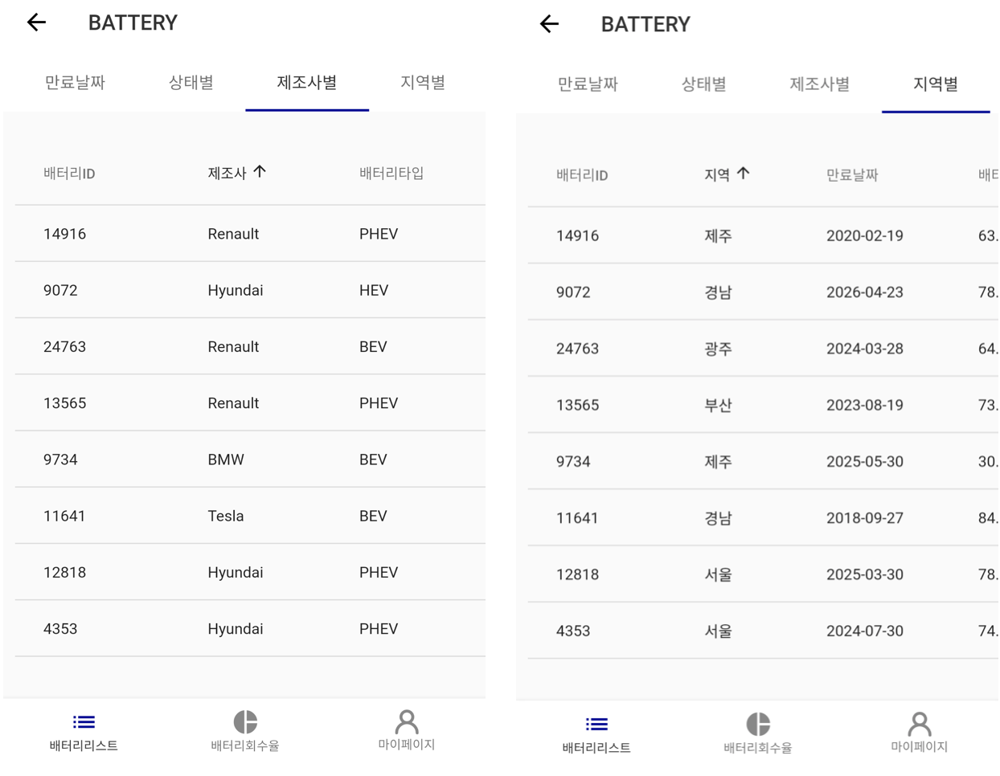 BATTERY
만료날짜 상태별 제조사별 지역별
배터리ID 제조사 배터리타입
14916 Renault PHEV
9072 Hyundai HEV
24763 Renault BEV
13565 Renault PHEV
9734 BMW BEV
11641 Tesla BEV
12818 Hyundai PHEV
4353 Hyundai PHEV
배터리리스트 배터리회수율 마이페이지
BATTERY
만료날짜 상태별 제조사별 지역별
배터리ID 지역 만료날짜
14916 제주 2020-02-19 63.
9072 경남 2026-04-23 78.
24763 광주 2024-03-28 64.
13565 부산 2023-08-19 73.
9734 제주 2025-05-30 30.
11641 경남 2018-09-27 84.
12818 서울 2025-03-30 78.
4353 서울 2024-07-30 74.
배터리리스트 배터리회수율 마이페이지